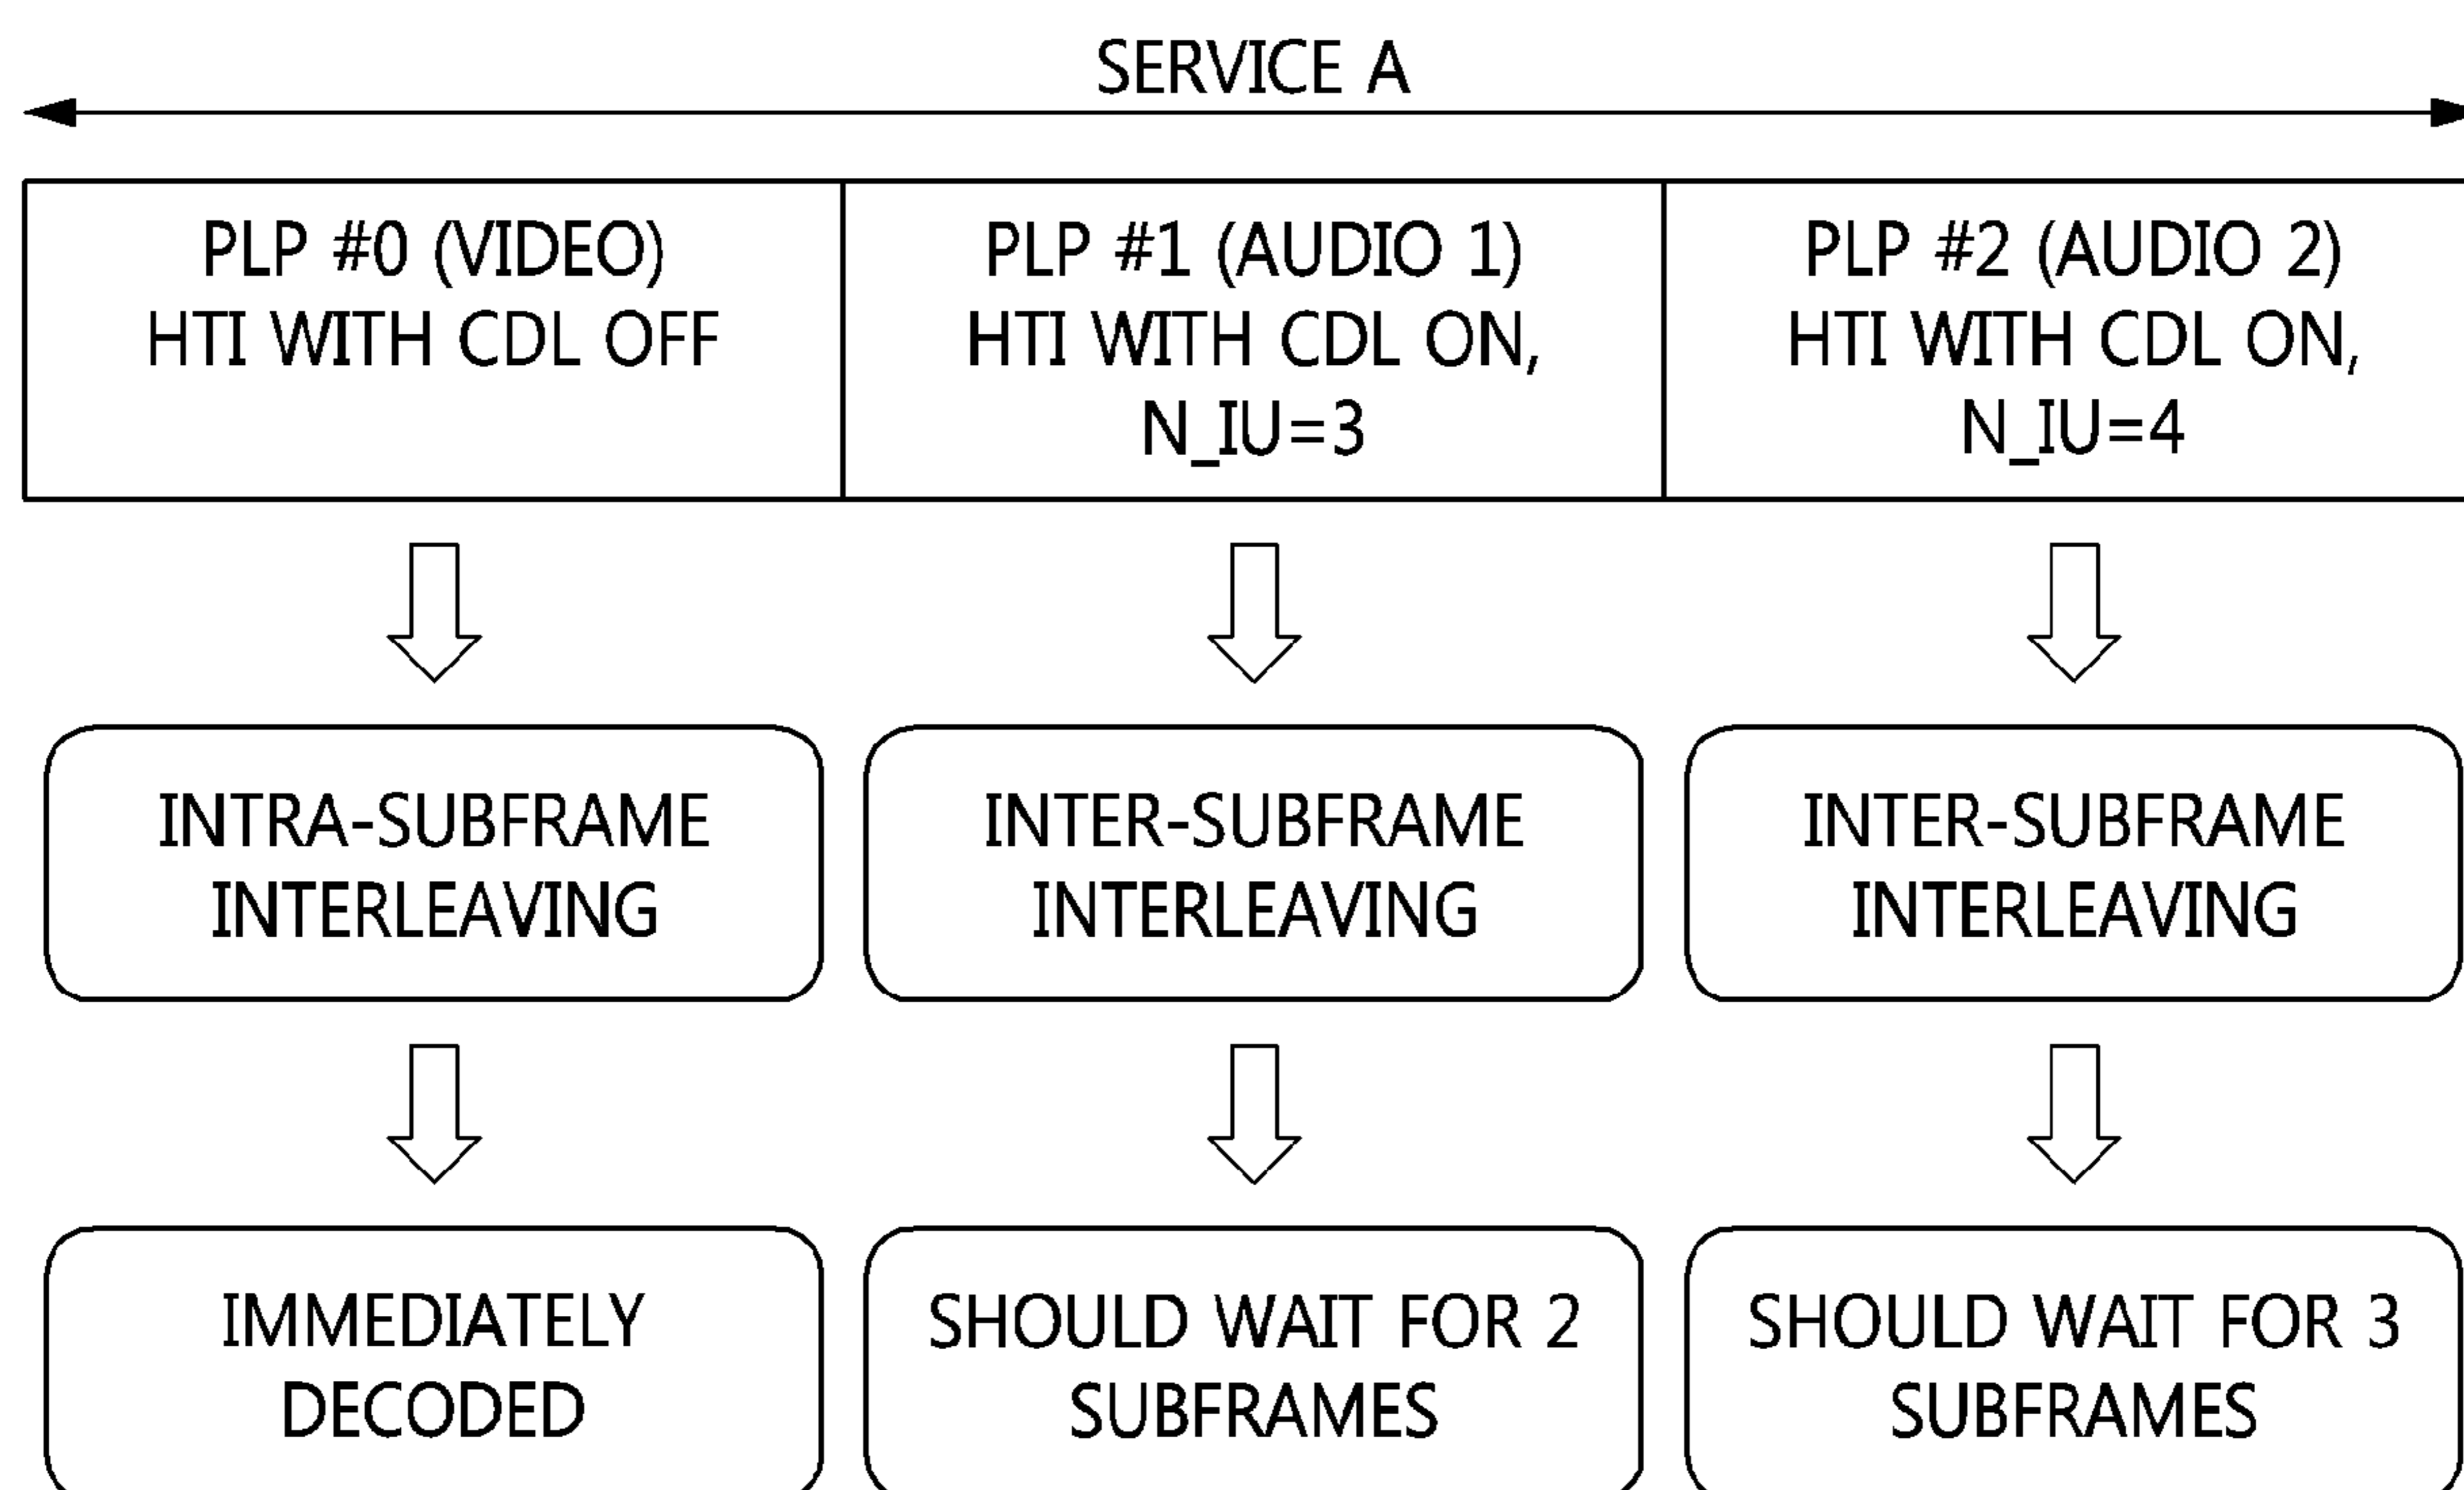 SERVICE A
PLP #0 (VIDEO)
HTI WITH CDL OFF
PLP #1 (AUDIO 1)
HTI WITH CDL ON,
N_IU=3
PLP #2 (AUDIO 2)
HTI WITH CDL ON,
N_IU=4
INTRA-SUBFRAME
INTERLEAVING
INTER-SUBFRAME
INTERLEAVING
INTER-SUBFRAME
INTERLEAVING
IMMEDIATELY
DECODED
SHOULD WAIT FOR 2
SUBFRAMES
SHOULD WAIT FOR 3
SUBFRAMES